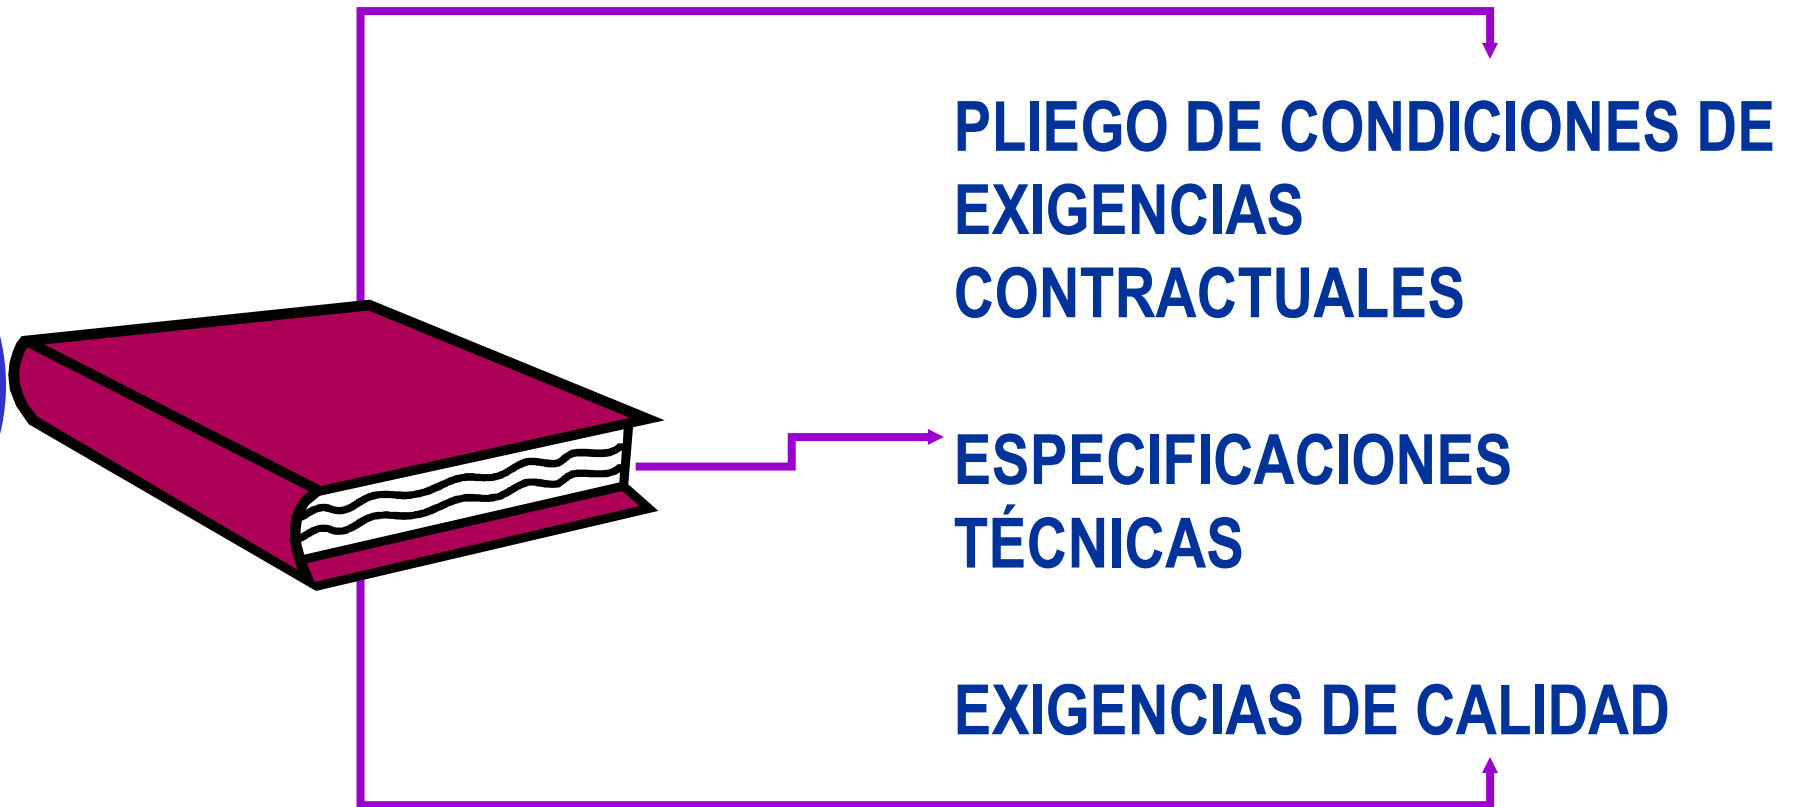 PLIEGO DE CONDICIONES DE
EXIGENCIAS
CONTRACTUALES
ESPECIFICACIONES
TÉCNICAS
EXIGENCIAS DE CALIDAD